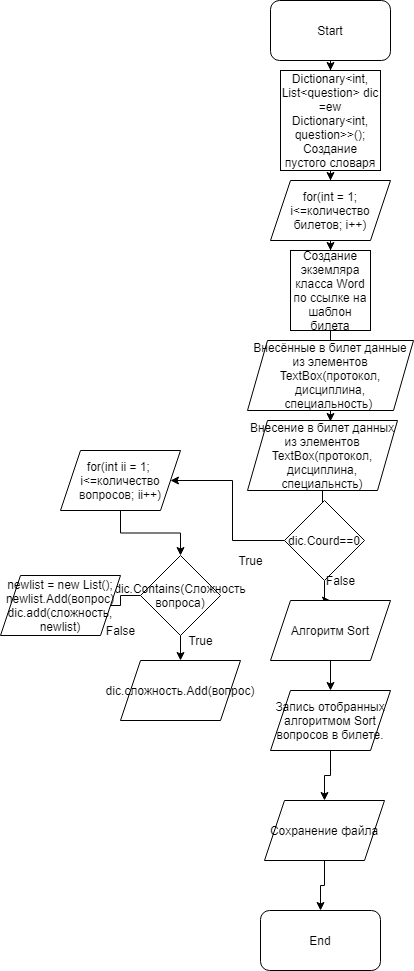 Start
Dictionary<int,
List<question> dic
=ew
Dictionary<int,
question>>();
Создание
пустого словаря
for(int = 1;
i<=количество
билетов; i++)
Создание
экземляра
класса Word
по ссылке на
шаблон
билета
Внесённые в билет данные
из элементов
TextBox(протокол,
дисциплина,
специальность)
Внесение в билет данных
из элементов
TextBox(протокол,
дисциплина,
специальнсть)
for(int ii = 1;
i<=количество
вопросов; ii++)
dic.Courd==0
True
False
dic.Contains(Сложность
вопроса)
newlist = new List();
newlist.Add(вопрос)
dic.add(сложность,
newlist)
False
True
Алгоритм Sort
dic.сложность.Add(вопрос)
Запись отобранных
алгоритмом Sort
вопросов в билете.
Сохранение файла
End